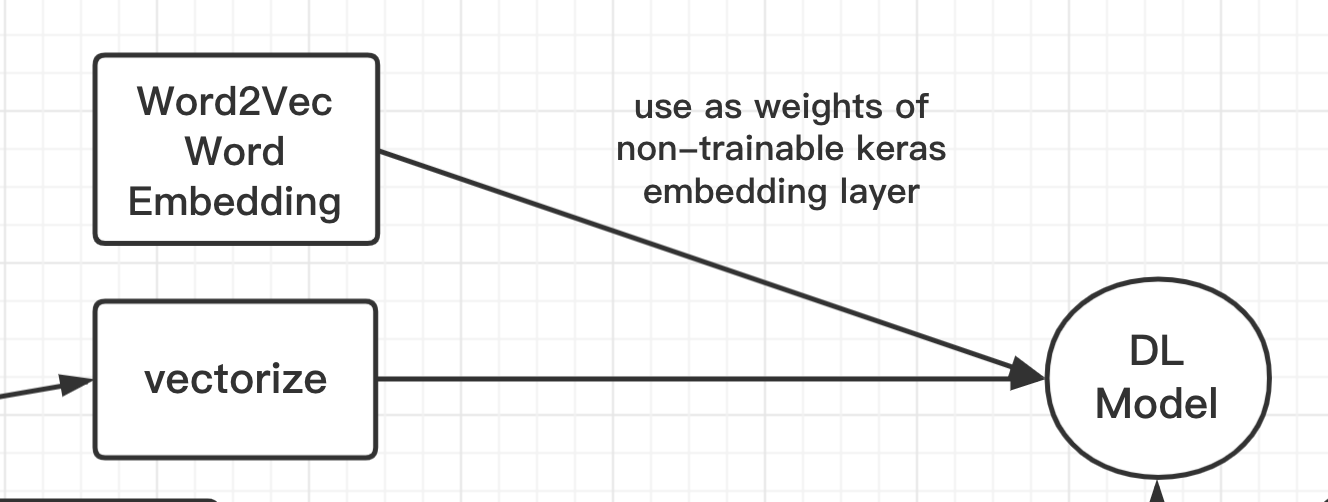 Word2Vec
Word
Embedding
use as weights of
non–trainable keras
embedding layer
vectorize
DL
Model